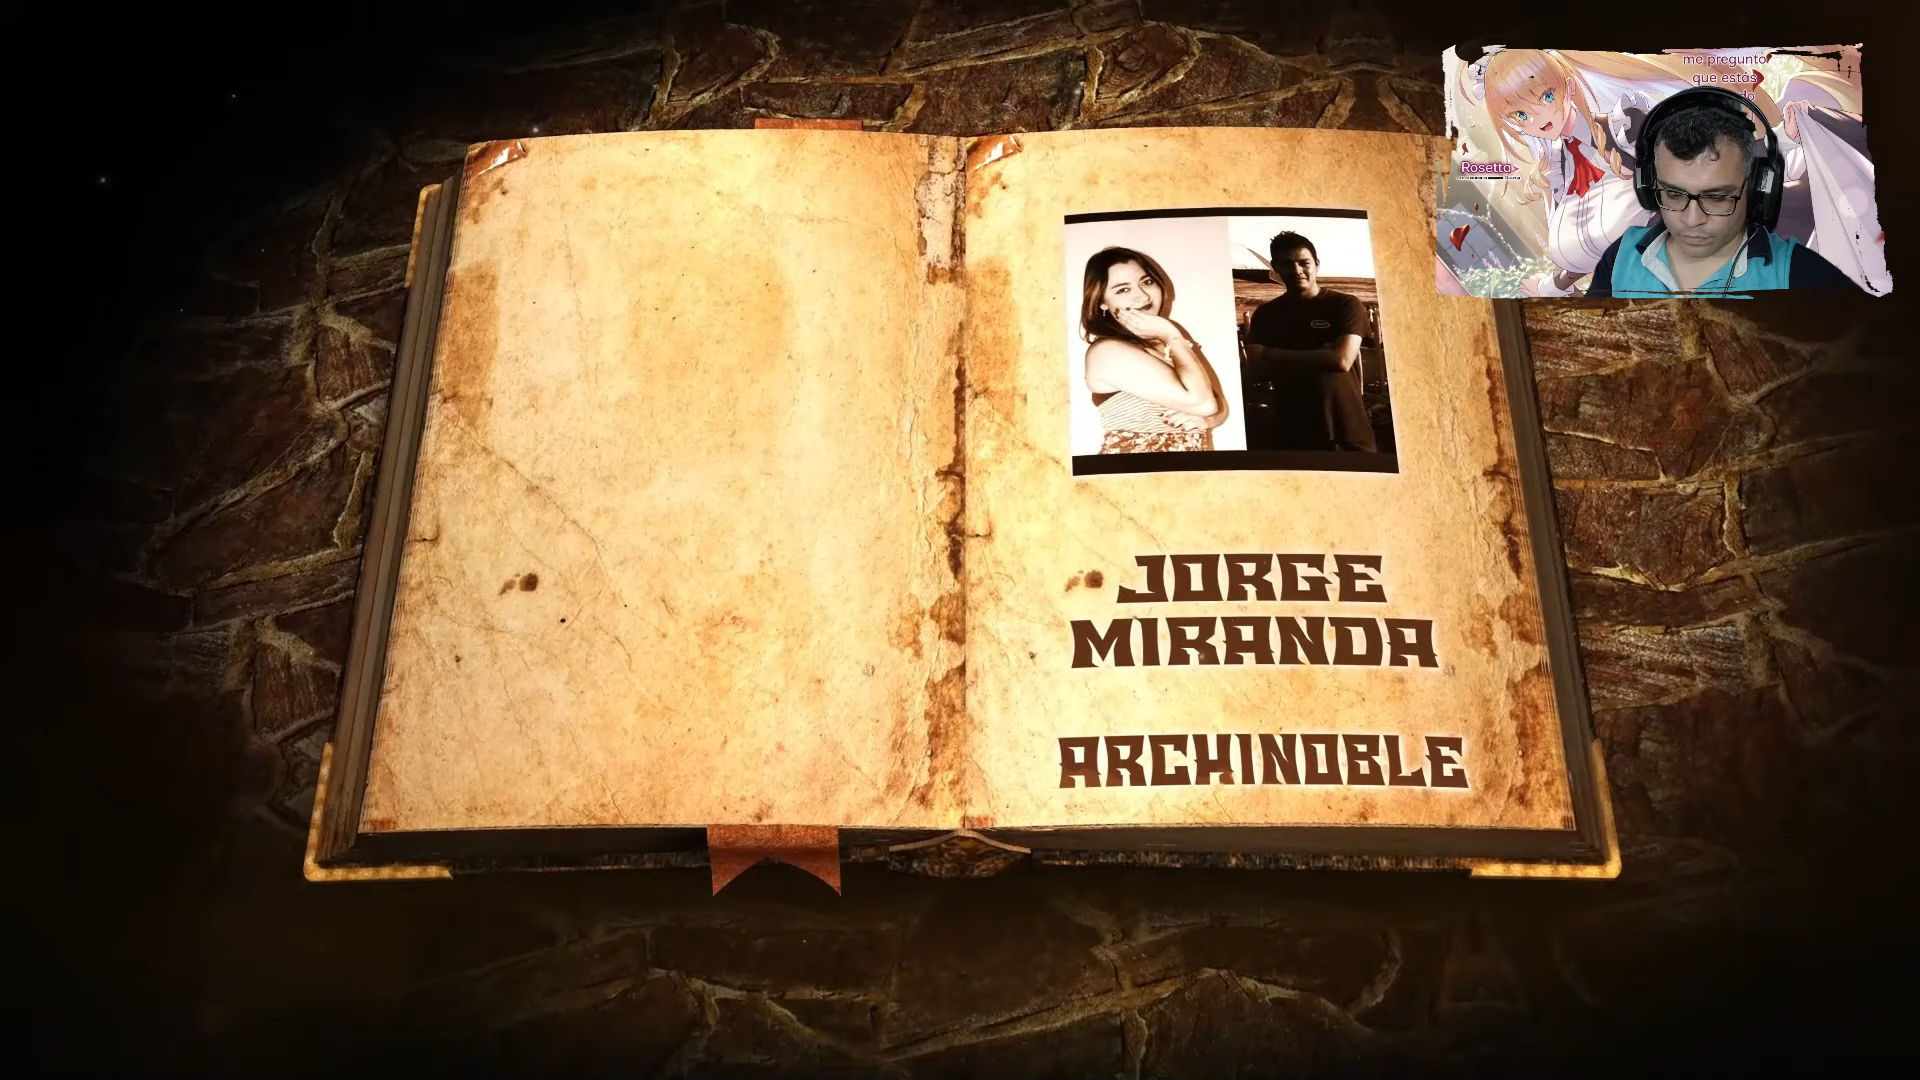 me pregunto
que estás
Rosetta
JORGE
MIRANDA
ARCHINOBLE